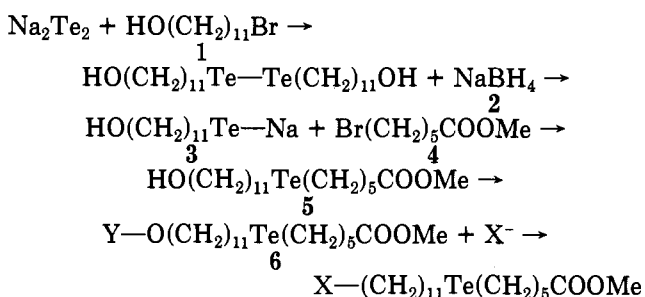 Na₂Te₂ + HO(CH₂)₁₁Br →
1
HO(CH₂)₁₁Te—Te(CH₂)₁₁OH + NaBH₄ →
2
HO(CH₂)₁₁Te—Na + Br(CH₂)₅COOMe →
3 4
HO(CH₂)₁₁Te(CH₂)₅COOMe →
5
Y—O(CH₂)₁₁Te(CH₂)₅COOMe + X⁻ →
6
X—(CH₂)₁₁Te(CH₂)₅COOMe